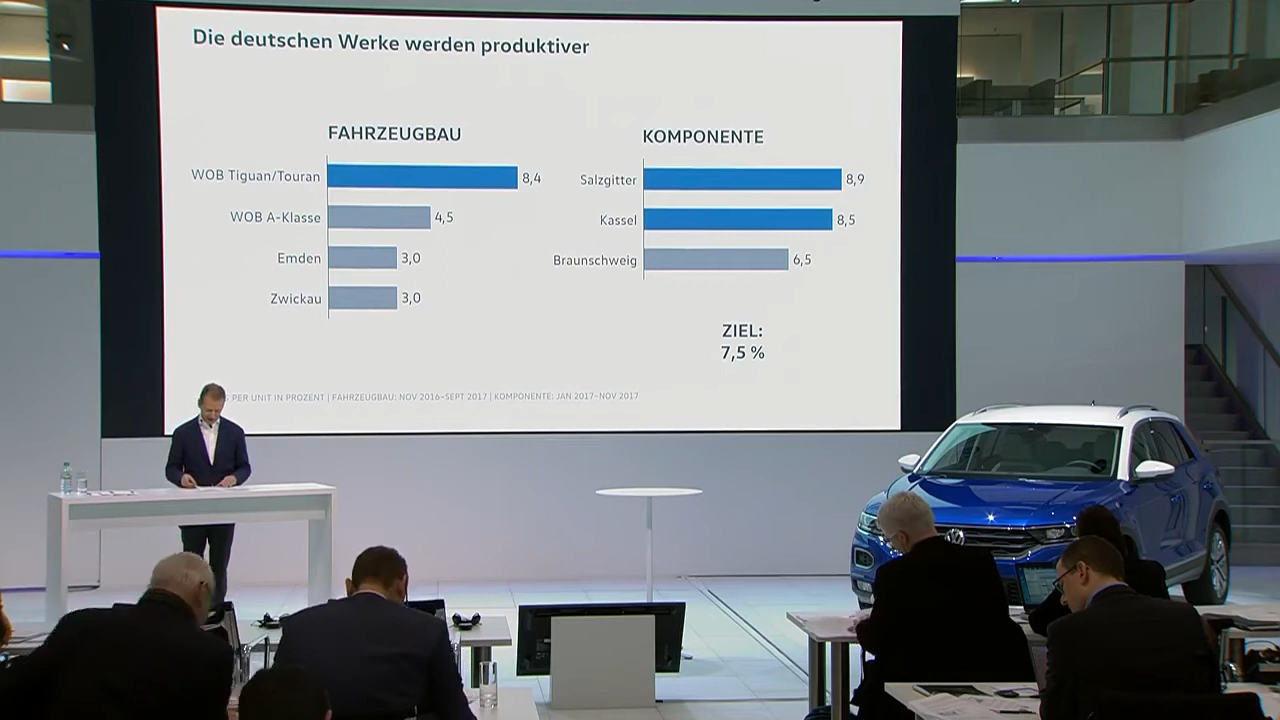 Die deutschen Werke werden produktiver
FAHRZEUGBAU
WOB Tiguan/Touran 8,4
WOB A-Klasse 4,5
Emden 3,0
Zwickau 3,0
KOMPONENTE
Salzgitter 8,9
Kassel 8,5
Braunschweig 6,5
ZIEL:
7,5 %
PER UNIT IN PROZENT | FAHRZEUGBAU: NOV 2016–SEPT 2017 | KOMPONENTE: JAN 2017–NOV 2017